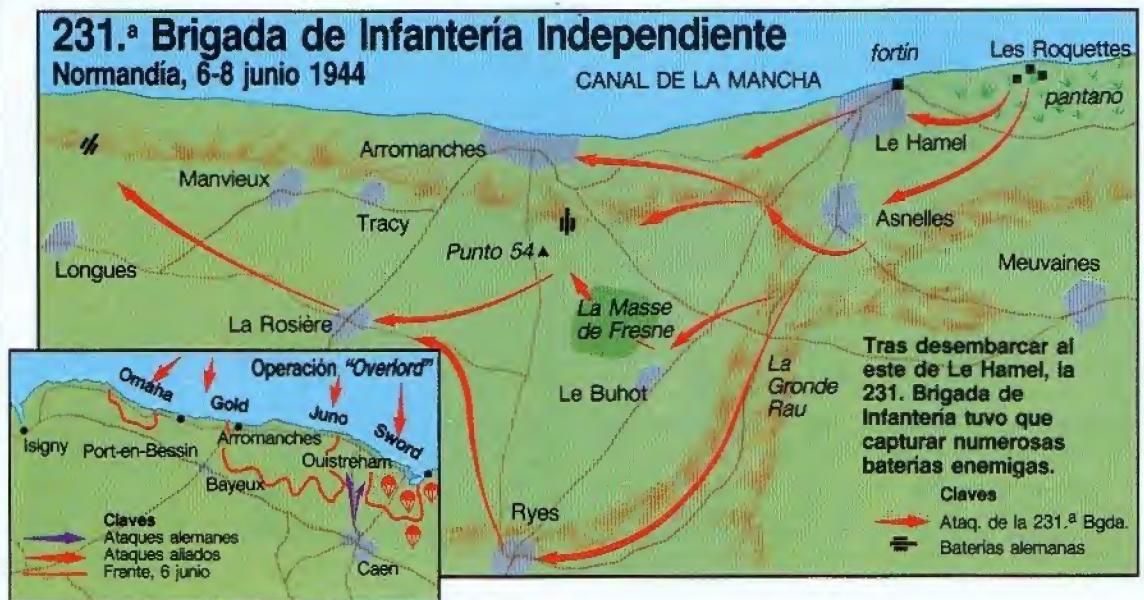 231.ª Brigada de Infantería Independiente
Normandía, 6-8 junio 1944
CANAL DE LA MANCHA
fortín
Les Roquettes
pantano
Le Hamel
Arromanches
Manvieux
Tracy
Asnelles
Punto 54
Longues
Meuvaines
La Rosière
La Masse
de Fresne
Le Buhot
La
Gronde
Rau
Ryes
Tras desembarcar al
este de Le Hamel, la
231. Brigada de
Infantería tuvo que
capturar numerosas
baterías enemigas.
Claves
Ataq. de la 231.ª Bgda.
Baterías alemanas
Operación "Overlord"
Omaha
Gold
Juno
Sword
Isigny
Port-en-Bessin
Arromanches
Ouistreham
Bayeux
Caen
Claves
Ataques alemanes
Ataques aliados
Frente, 6 junio